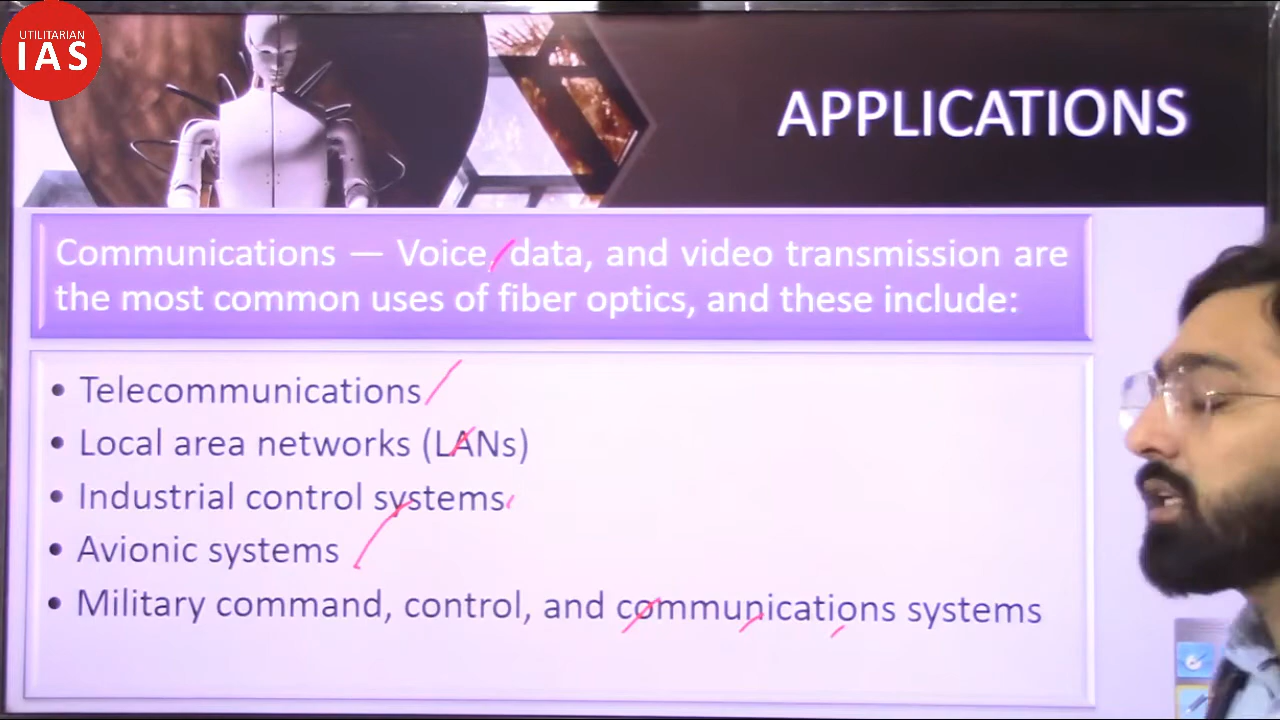 UTILITARIAN
IAS
APPLICATIONS
Communications — Voice, data, and video transmission are
the most common uses of fiber optics, and these include:
• Telecommunications
• Local area networks (LANs)
• Industrial control systems
• Avionic systems
• Military command, control, and communications systems